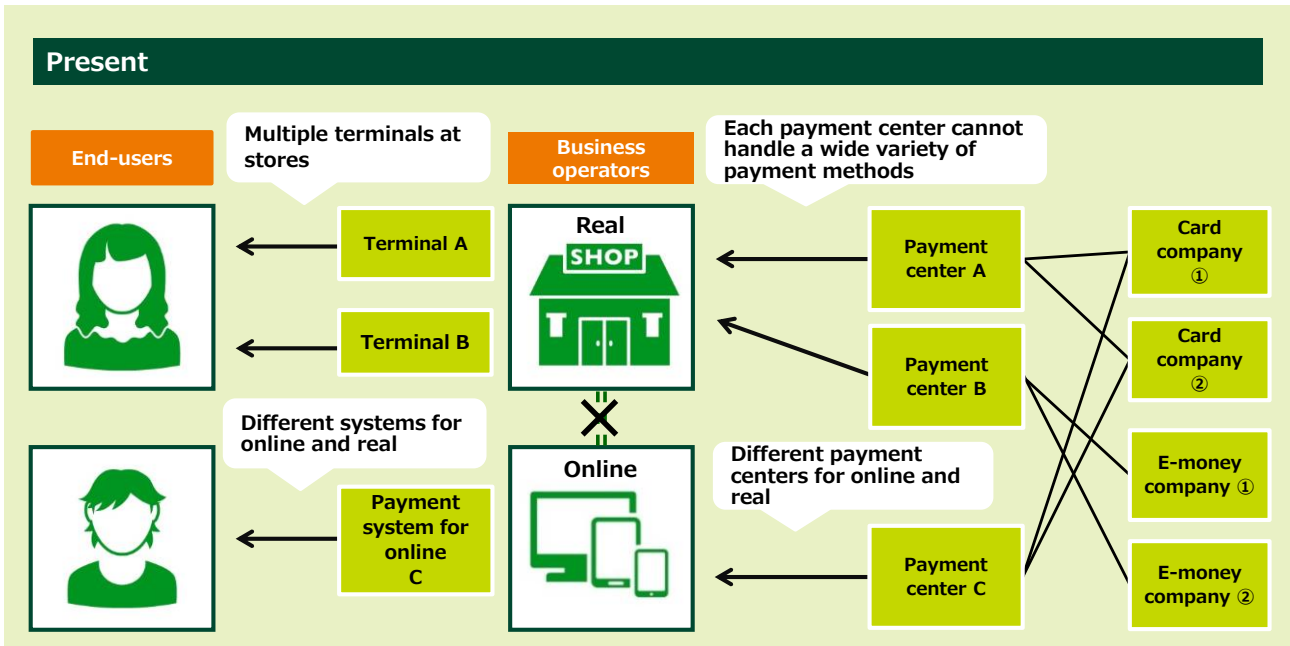 Present
End-users
Multiple terminals at
stores
Business
operators
Each payment center cannot
handle a wide variety of
payment methods
Terminal A
Terminal B
Real
SHOP
Payment
center A
Payment
center B
Card
company
①
Card
company
②
Different systems for
online and real
Payment
system for
online
C
Online
Different payment
centers for online and
real
Payment
center C
E-money
company ①
E-money
company ②